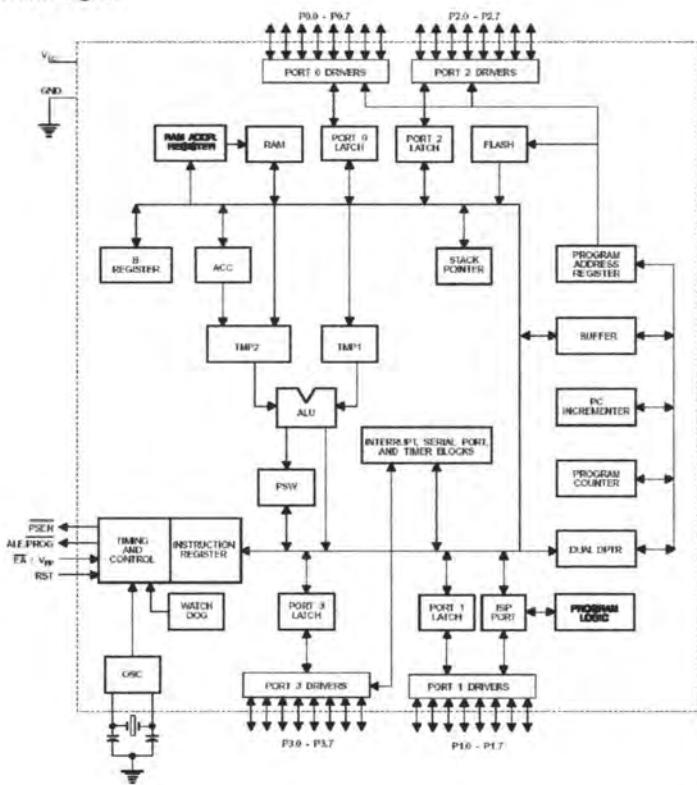 P0.0 - P0.7
P2.0 - P2.7
VCC
PORT 0 DRIVERS
PORT 2 DRIVERS
GND
RAM ADDR.
REGISTER
RAM
PORT 0
LATCH
PORT 2
LATCH
FLASH
B
REGISTER
ACC
STACK
POINTER
PROGRAM
ADDRESS
REGISTER
BUFFER
TMP2
TMP1
ALU
PC
INCREMENTER
INTERRUPT, SERIAL PORT,
AND TIMER BLOCKS
PROGRAM
COUNTER
PSW
PSEN
ALE/PROG
EA / VPP
RST
TIMING
AND
CONTROL
INSTRUCTION
REGISTER
DUAL DPTR
WATCH
DOG
PORT 3
LATCH
PORT 1
LATCH
ISP
PORT
PROGRAM
LOGIC
OSC
PORT 3 DRIVERS
PORT 1 DRIVERS
P3.0 - P3.7
P1.0 - P1.7